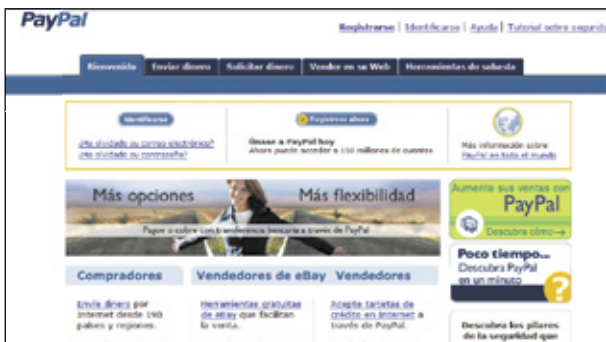 PayPal
Registrarse | Identificarse | Ayuda | Tutorial sobre segurida
Bienvenido Enviar dinero Solicitar dinero Vender en su Web Herramientas de subasta
Identificarse
¿Ha olvidado su correo electrónico?
¿Ha olvidado su contraseña?
Registrarse ahora
Únase a PayPal hoy
Ahora puede acceder a 150 millones de cuentas
Más información sobre
PayPal en todo el mundo
Más opciones Más flexibilidad
Pague o cobre con transferencia bancaria a través de PayPal
Aumente sus ventas con
PayPal
Descubra cómo→
Poco tiempo...
Descubra PayPal
en un minuto
?
Compradores
Envíe dinero por
Internet desde 190
países y regiones.
Vendedores de eBay
Herramientas gratuitas
de eBay que facilitan
la venta.
Vendedores
Acepte tarjetas de
crédito en Internet a
través de PayPal.
Descubra los pilares
de la seguridad que